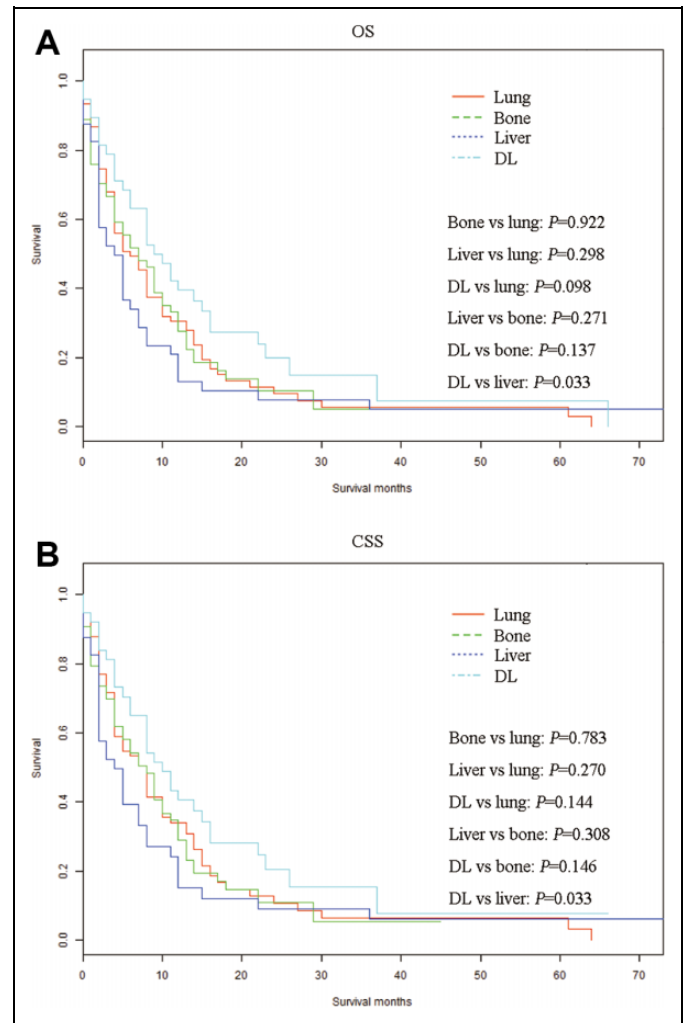 A
OS
Lung
Bone
Liver
DL
Bone vs lung: P=0.922
Liver vs lung: P=0.298
DL vs lung: P=0.098
Liver vs bone: P=0.271
DL vs bone: P=0.137
DL vs liver: P=0.033
Survival
1.0
0.8
0.6
0.4
0.2
0.0
0 10 20 30 40 50 60 70
Survival months
B
CSS
Lung
Bone
Liver
DL
Bone vs lung: P=0.783
Liver vs lung: P=0.270
DL vs lung: P=0.144
Liver vs bone: P=0.308
DL vs bone: P=0.146
DL vs liver: P=0.033
Survival
1.0
0.8
0.6
0.4
0.2
0.0
0 10 20 30 40 50 60 70
Survival months